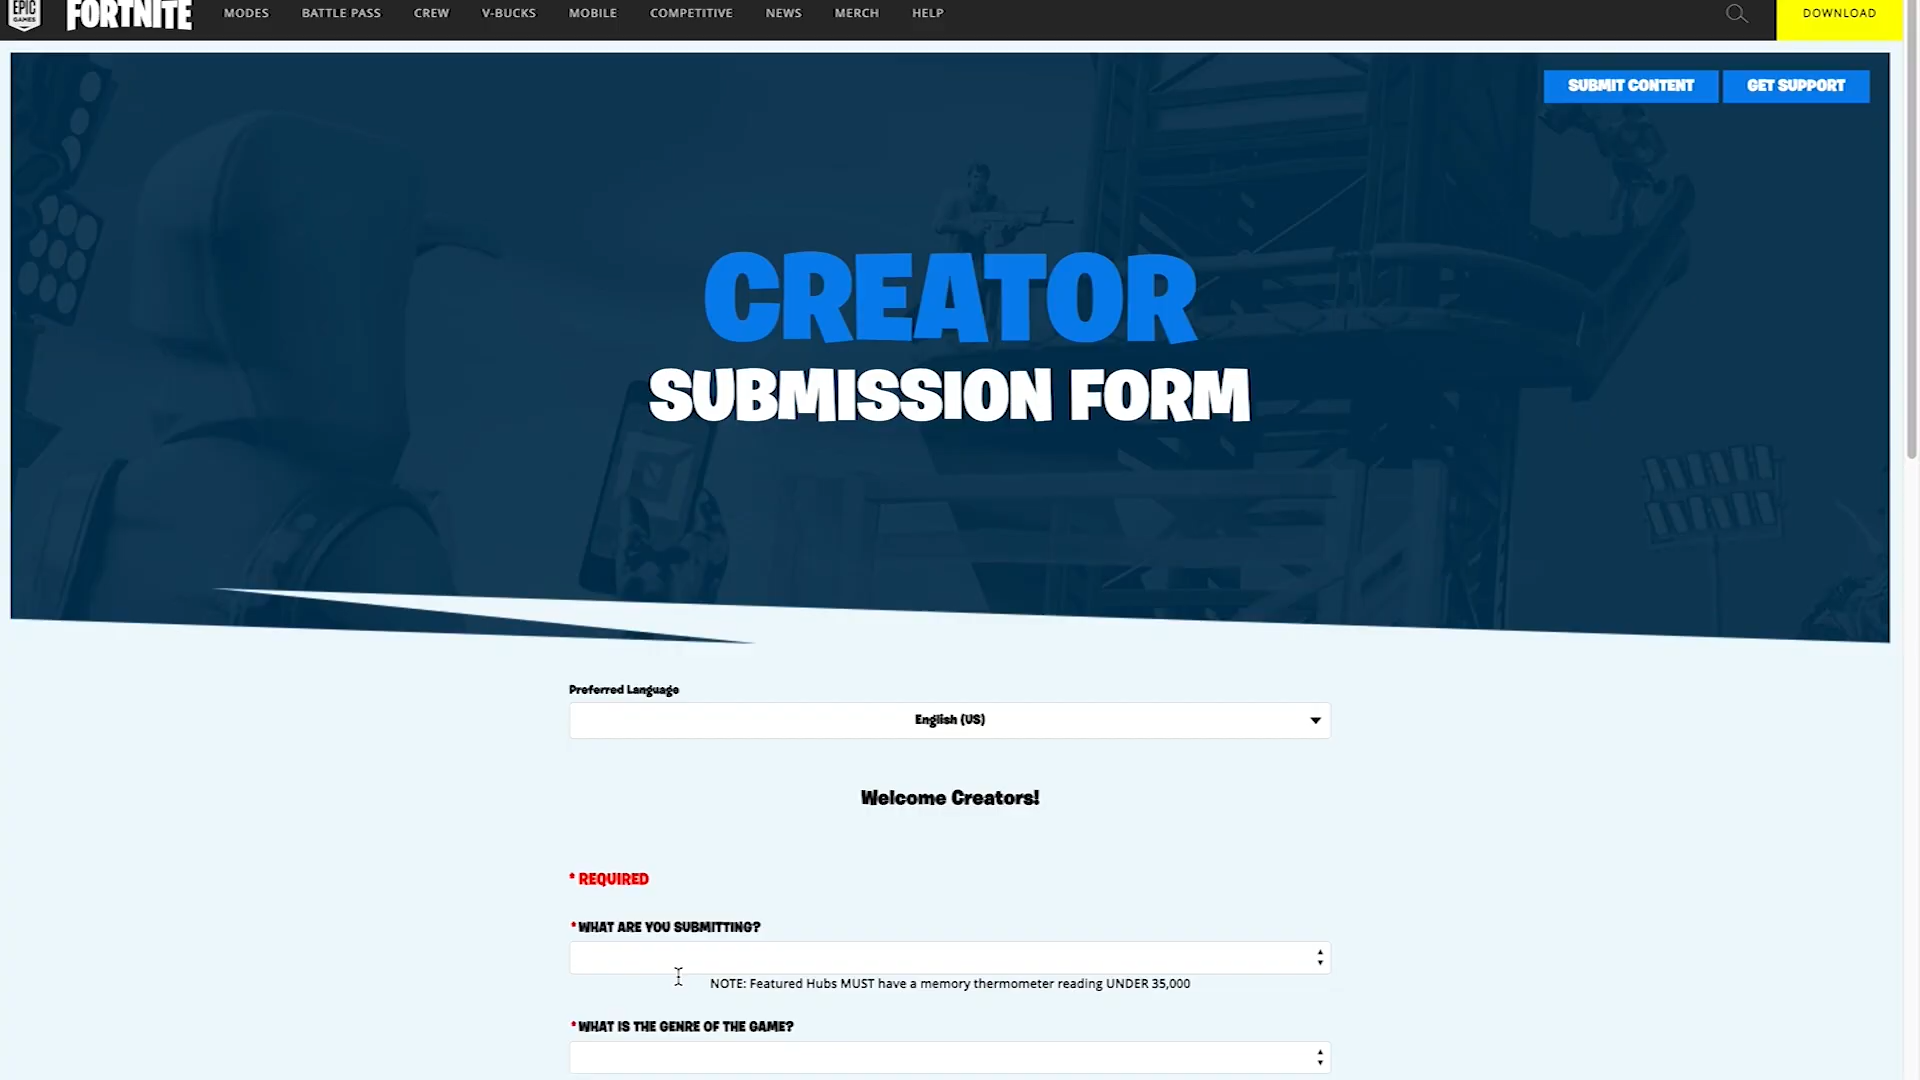 EPIC
GAMES
FORTNITE
MODES
BATTLE PASS
CREW
V-BUCKS
MOBILE
COMPETITIVE
NEWS
MERCH
HELP
DOWNLOAD
SUBMIT CONTENT
GET SUPPORT
CREATOR
SUBMISSION FORM
Preferred Language
English (US)
Welcome Creators!
* REQUIRED
*WHAT ARE YOU SUBMITTING?
NOTE: Featured Hubs MUST have a memory thermometer reading UNDER 35,000
*WHAT IS THE GENRE OF THE GAME?